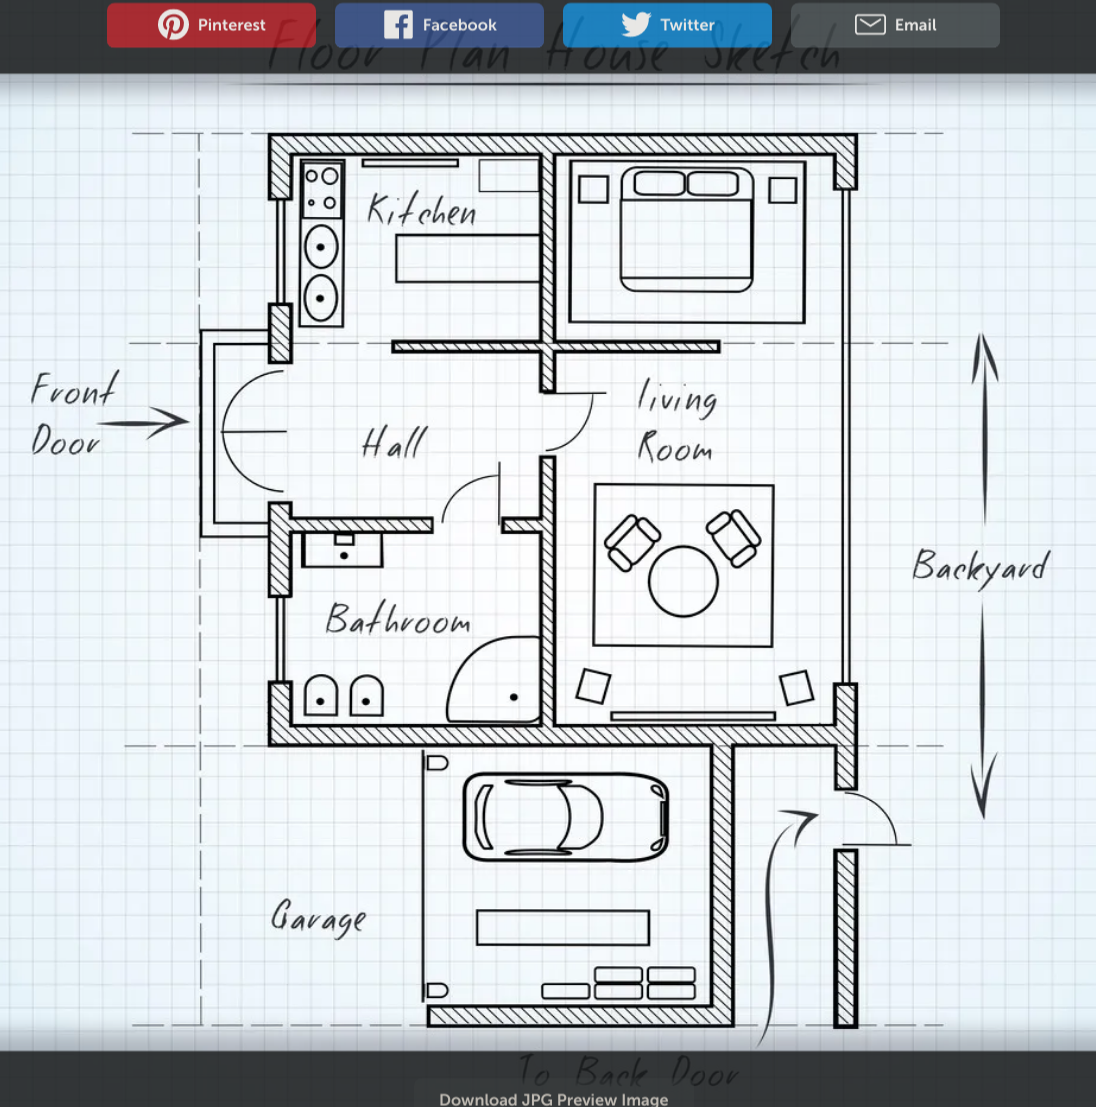 Pinterest
Facebook
Twitter
Email
Floor Plan House Sketch
Kitchen
living
Room
Front
Door
Hall
Backyard
Bathroom
Garage
To Back Door
Download JPG Preview Image